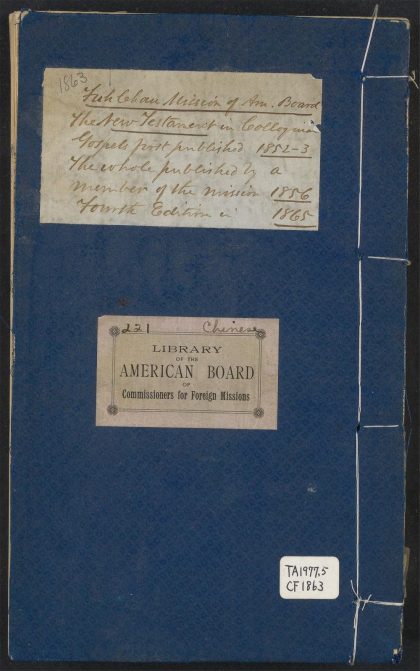 1863
Fuh Chau Mission of Am. Board
The New Testament in Colloquial
Gospels first published 1852-3
The whole published by a
member of the mission 1856
Fourth Edition in 1865
221 Chinese
LIBRARY
OF THE
AMERICAN BOARD
OF
Commissioners for Foreign Missions
TA1977.5
CF1863